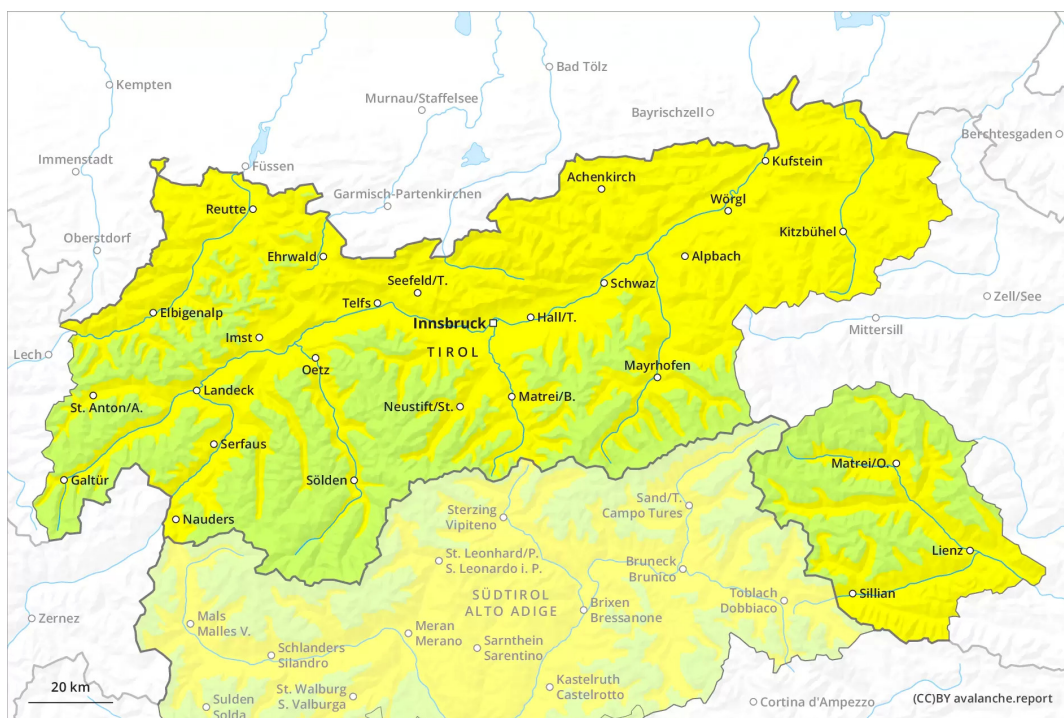 Bad Tölz
Kempten
Murnau/Staffelsee
Bayrischzell
Berchtesgaden
Immenstadt
Füssen
Kufstein
Achenkirch
Garmisch-Partenkirchen
Reutte
Wörgl
Oberstdorf
Kitzbühel
Ehrwald
Alpbach
Seefeld/T.
Schwaz
Zell/See
Telfs
Elbigenalp
Innsbruck
Hall/T.
Mittersill
Imst
TIROL
Lech
Oetz
Mayrhofen
Landeck
St. Anton/A.
Neustift/St.
Matrei/B.
Serfaus
Matrei/O.
Galtür
Sölden
Sand/T.
Campo Tures
Sterzing
Vipiteno
Nauders
Lienz
St. Leonhard/P.
S. Leonardo i. P.
Bruneck
Brunico
Sillian
SÜDTIROL
ALTO ADIGE
Toblach
Dobbiaco
Brixen
Bressanone
Zernez
Mals
Malles V.
Meran
Merano
Sarnthein
Sarentino
Schlanders
Silandro
Kastelruth
Castelrotto
20 km
St. Walburg
S. Valburga
Sulden
Solda
Cortina d'Ampezzo
(CC)BY avalanche.report